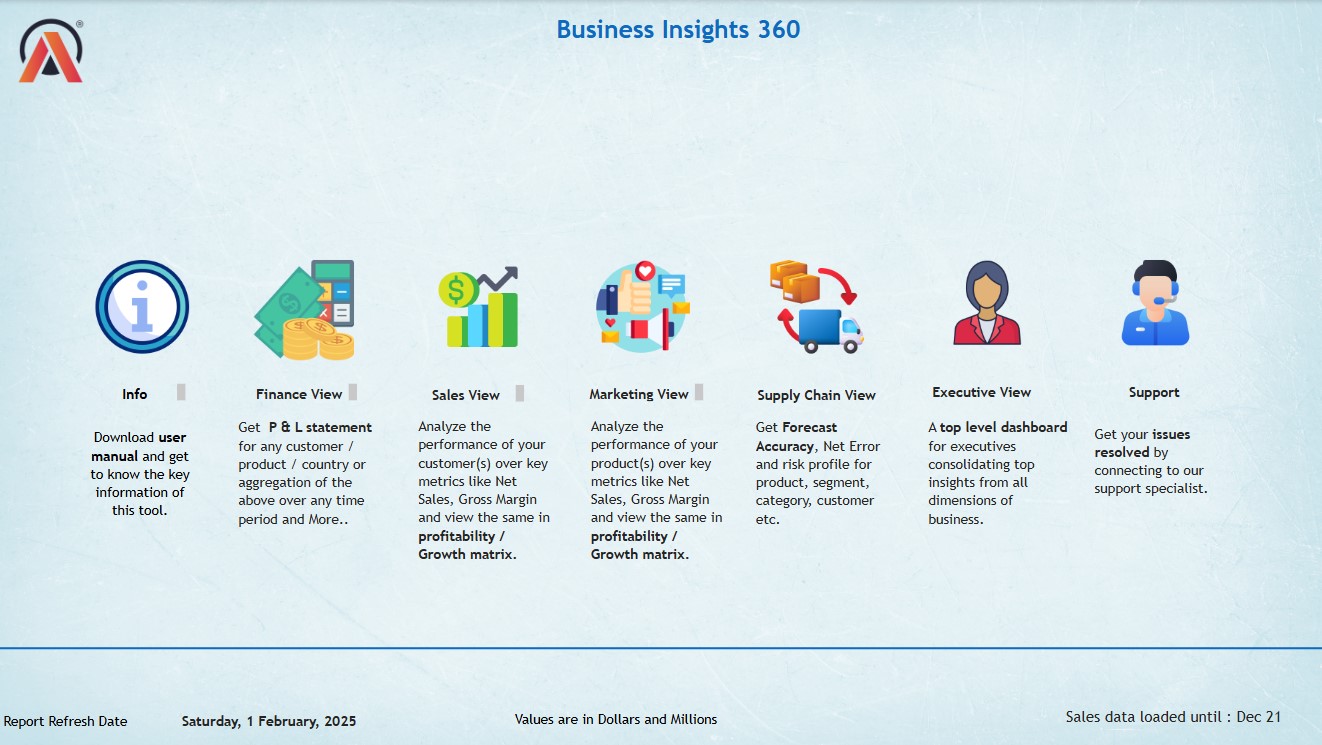 ®
Business Insights 360
Info
Download user
manual and get
to know the key
information of
this tool.
Finance View
Get P & L statement
for any customer /
product / country or
aggregation of the
above over any time
period and More..
Sales View
Analyze the
performance of your
customer(s) over key
metrics like Net
Sales, Gross Margin
and view the same in
profitability /
Growth matrix.
Marketing View
Analyze the
performance of your
product(s) over key
metrics like Net
Sales, Gross Margin
and view the same in
profitability /
Growth matrix.
Supply Chain View
Get Forecast
Accuracy, Net Error
and risk profile for
product, segment,
category, customer
etc.
Executive View
A top level dashboard
for executives
consolidating top
insights from all
dimensions of
business.
Support
Get your issues
resolved by
connecting to our
support specialist.
Report Refresh Date
Saturday, 1 February, 2025
Values are in Dollars and Millions
Sales data loaded until : Dec 21